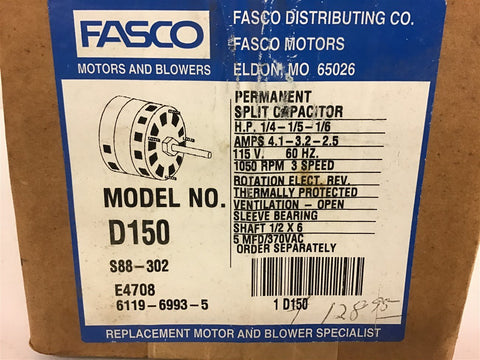 FASCO
MOTORS AND BLOWERS
FASCO DISTRIBUTING CO.
FASCO MOTORS
ELDON, MO 65026
PERMANENT
SPLIT CAPACITOR
H.P. 1/4-1/5-1/6
AMPS 4.1-3.2-2.5
115 V. 60 HZ.
1050 RPM 3 SPEED
ROTATION ELECT. REV.
THERMALLY PROTECTED
VENTILATION - OPEN
SLEEVE BEARING
SHAFT 1/2 X 6
5 MFD/370VAC
ORDER SEPARATELY
MODEL NO.
D150
S88-302
E4708
6119-6993-5
1 D150
128.95
REPLACEMENT MOTOR AND BLOWER SPECIALIST